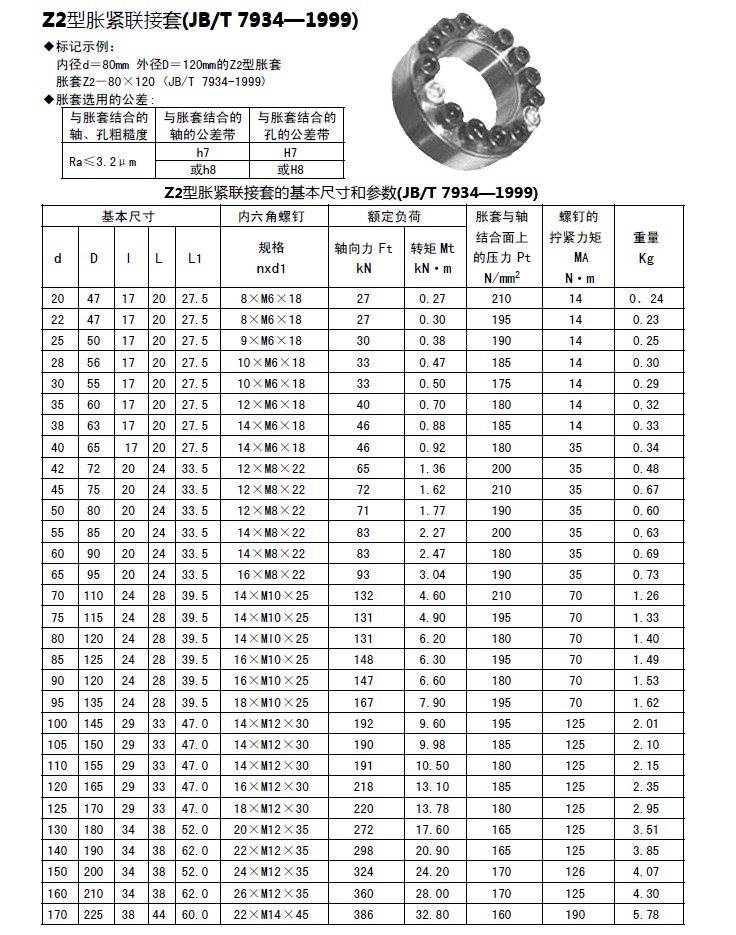 Z2型胀紧联接套(JB/T 7934—1999)
◆标记示例:
内径d＝80mm 外径D＝120mm的Z2型胀套
胀套Z2－80×120 (JB/T 7934-1999)
◆胀套选用的公差:
与胀套结合的 与胀套结合的 与胀套结合的
轴、孔粗糙度 轴的公差带 孔的公差带
Ra≤3.2μm h7 H7
或h8 或H8
Z2型胀紧联接套的基本尺寸和参数(JB/T 7934—1999)
基本尺寸 内六角螺钉 额定负荷 胀套与轴结合面上的压力 Pt N/mm² 螺钉的拧紧力矩 MA N·m 重量 Kg
d D l L L1 规格 nxd1 轴向力 Ft kN 转矩 Mt kN·m
20 47 17 20 27.5 8×M6×18 27 0.27 210 14 0. 24
22 47 17 20 27.5 8×M6×18 27 0.30 195 14 0.23
25 50 17 20 27.5 9×M6×18 30 0.38 190 14 0.25
28 56 17 20 27.5 10×M6×18 33 0.47 185 14 0.30
30 55 17 20 27.5 10×M6×18 33 0.50 175 14 0.29
35 60 17 20 27.5 12×M6×18 40 0.70 180 14 0.32
38 63 17 20 27.5 14×M6×18 46 0.88 185 14 0.33
40 65 17 20 27.5 14×M6×18 46 0.92 180 35 0.34
42 72 20 24 33.5 12×M8×22 65 1.36 200 35 0.48
45 75 20 24 33.5 12×M8×22 72 1.62 210 35 0.67
50 80 20 24 33.5 12×M8×22 71 1.77 190 35 0.60
55 85 20 24 33.5 14×M8×22 83 2.27 200 35 0.63
60 90 20 24 33.5 14×M8×22 83 2.47 180 35 0.69
65 95 20 24 33.5 16×M8×22 93 3.04 190 35 0.73
70 110 24 28 39.5 14×M10×25 132 4.60 210 70 1.26
75 115 24 28 39.5 14×M10×25 131 4.90 195 70 1.33
80 120 24 28 39.5 14×MIO×25 131 6.20 180 70 1.40
85 125 24 28 39.5 16×M10×25 148 6.30 195 70 1.49
90 120 24 28 39.5 16×M10×25 147 6.60 180 70 1.53
95 135 24 28 39.5 18×M10×25 167 7.90 195 70 1.62
100 145 29 33 47.0 14×M12×30 192 9.60 195 125 2.01
105 150 29 33 47.0 14×M12×30 190 9.98 185 125 2.10
110 155 29 33 47.0 14×M12×30 191 10.50 180 125 2.15
120 165 29 33 47.0 16×M12×30 218 13.10 185 125 2.35
125 170 29 33 47.0 18×M12×30 220 13.78 180 125 2.95
130 180 34 38 52.0 20×M12×35 272 17.60 165 125 3.51
140 190 34 38 62.0 22×M12×35 298 20.90 165 125 3.85
150 200 34 38 52.0 24×M12×35 324 24.20 170 126 4.07
160 210 34 38 62.0 26×M12×35 360 28.00 170 125 4.30
170 225 38 44 60.0 22×M14×45 386 32.80 160 190 5.78